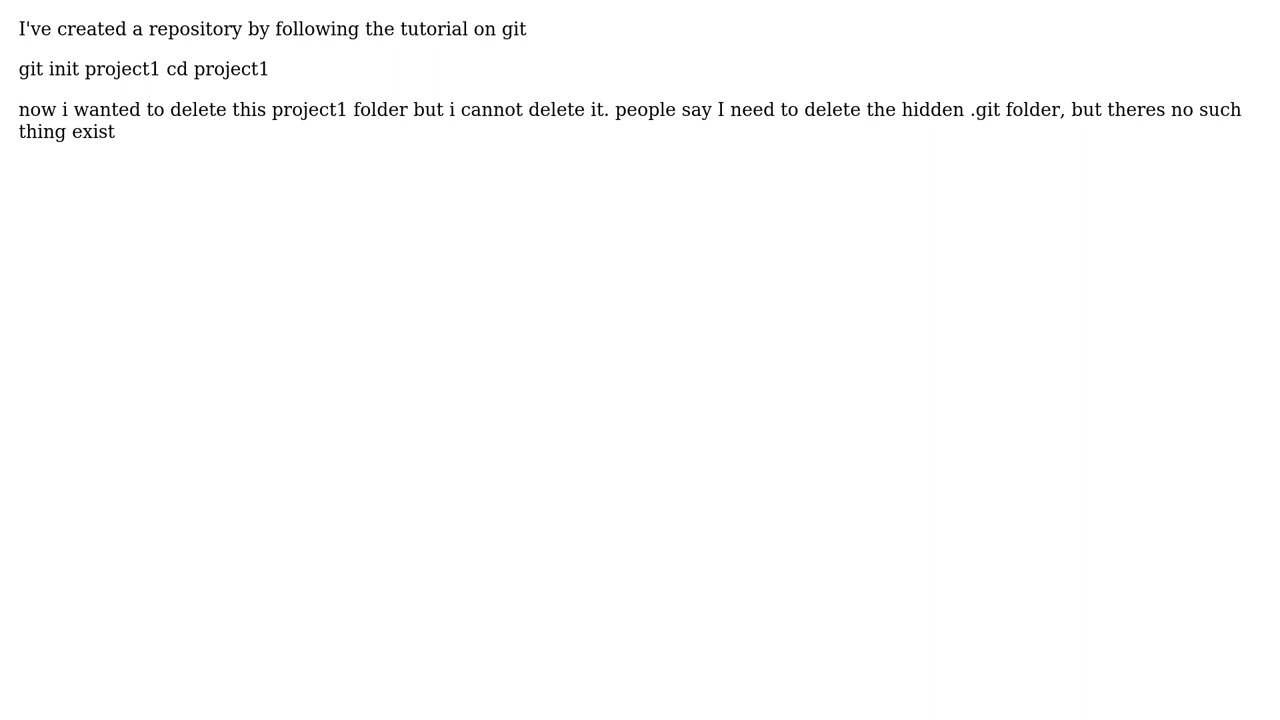 I've created a repository by following the tutorial on git
git init project1 cd project1
now i wanted to delete this project1 folder but i cannot delete it. people say I need to delete the hidden .git folder, but theres no such
thing exist